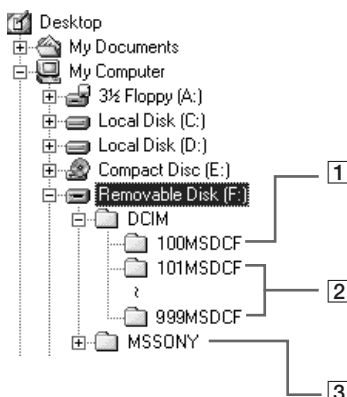 Desktop
My Documents
My Computer
3½ Floppy (A:)
Local Disk (C:)
Local Disk (D:)
Compact Disc (E:)
Removable Disk (F:)
DCIM
100MSDCF
101MSDCF
~
999MSDCF
MSSONY
1
2
3